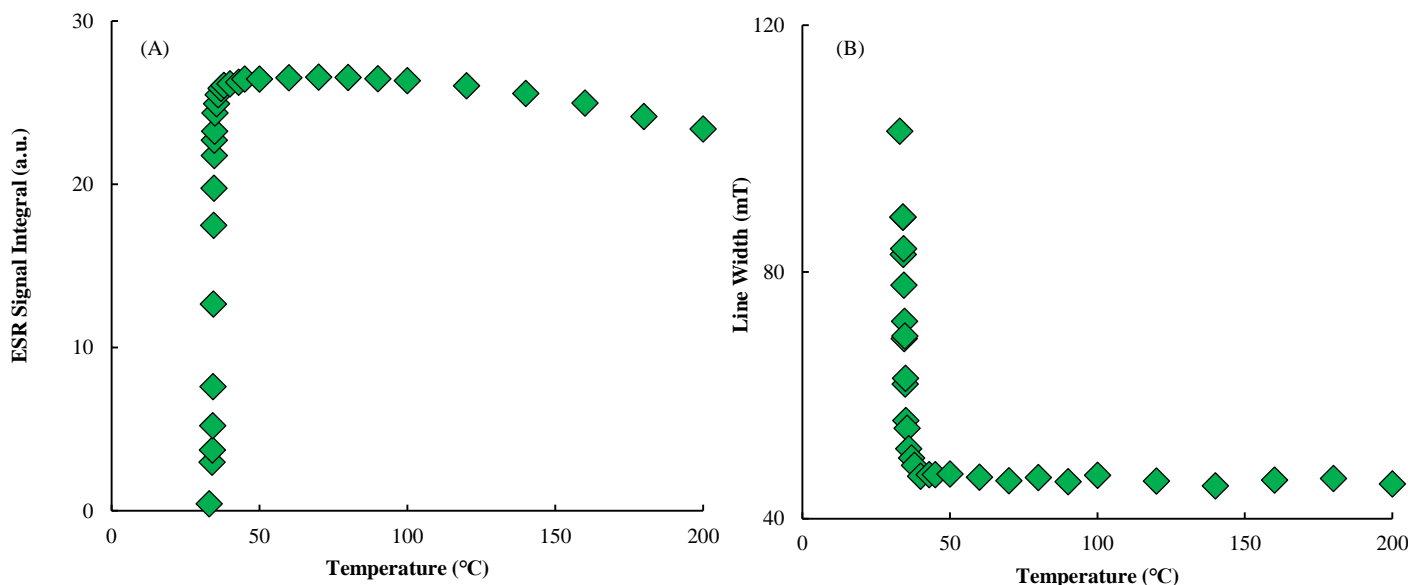 (A)
30
20
10
0
0 50 100 150 200
ESR Signal Integral (a.u.)
Temperature (°C)
(B)
120
80
40
0 50 100 150 200
Line Width (mT)
Temperature (°C)